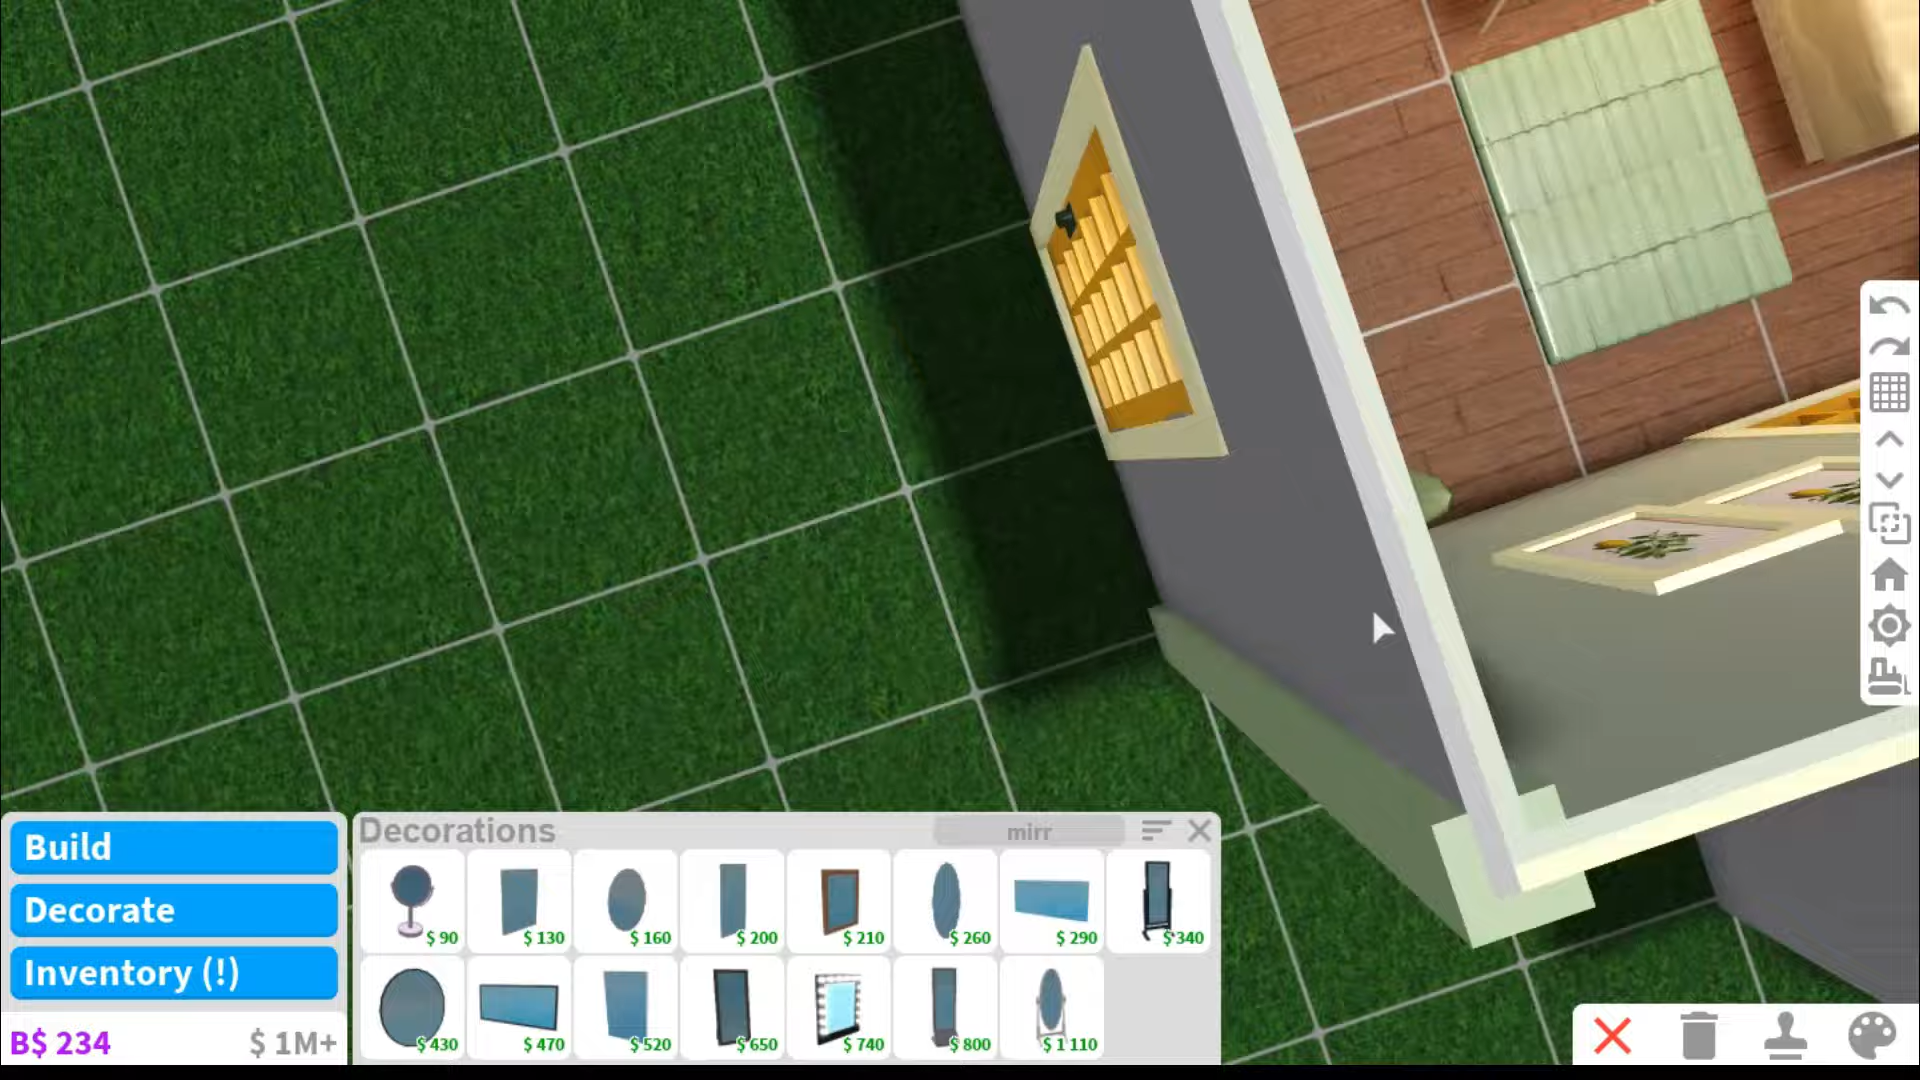 Build
Decorate
Inventory (!)
B$ 234
$ 1M+
Decorations
mirr
$ 90
$ 130
$ 160
$ 200
$ 210
$ 260
$ 290
$ 340
$ 430
$ 470
$ 520
$ 650
$ 740
$ 800
$ 1 110